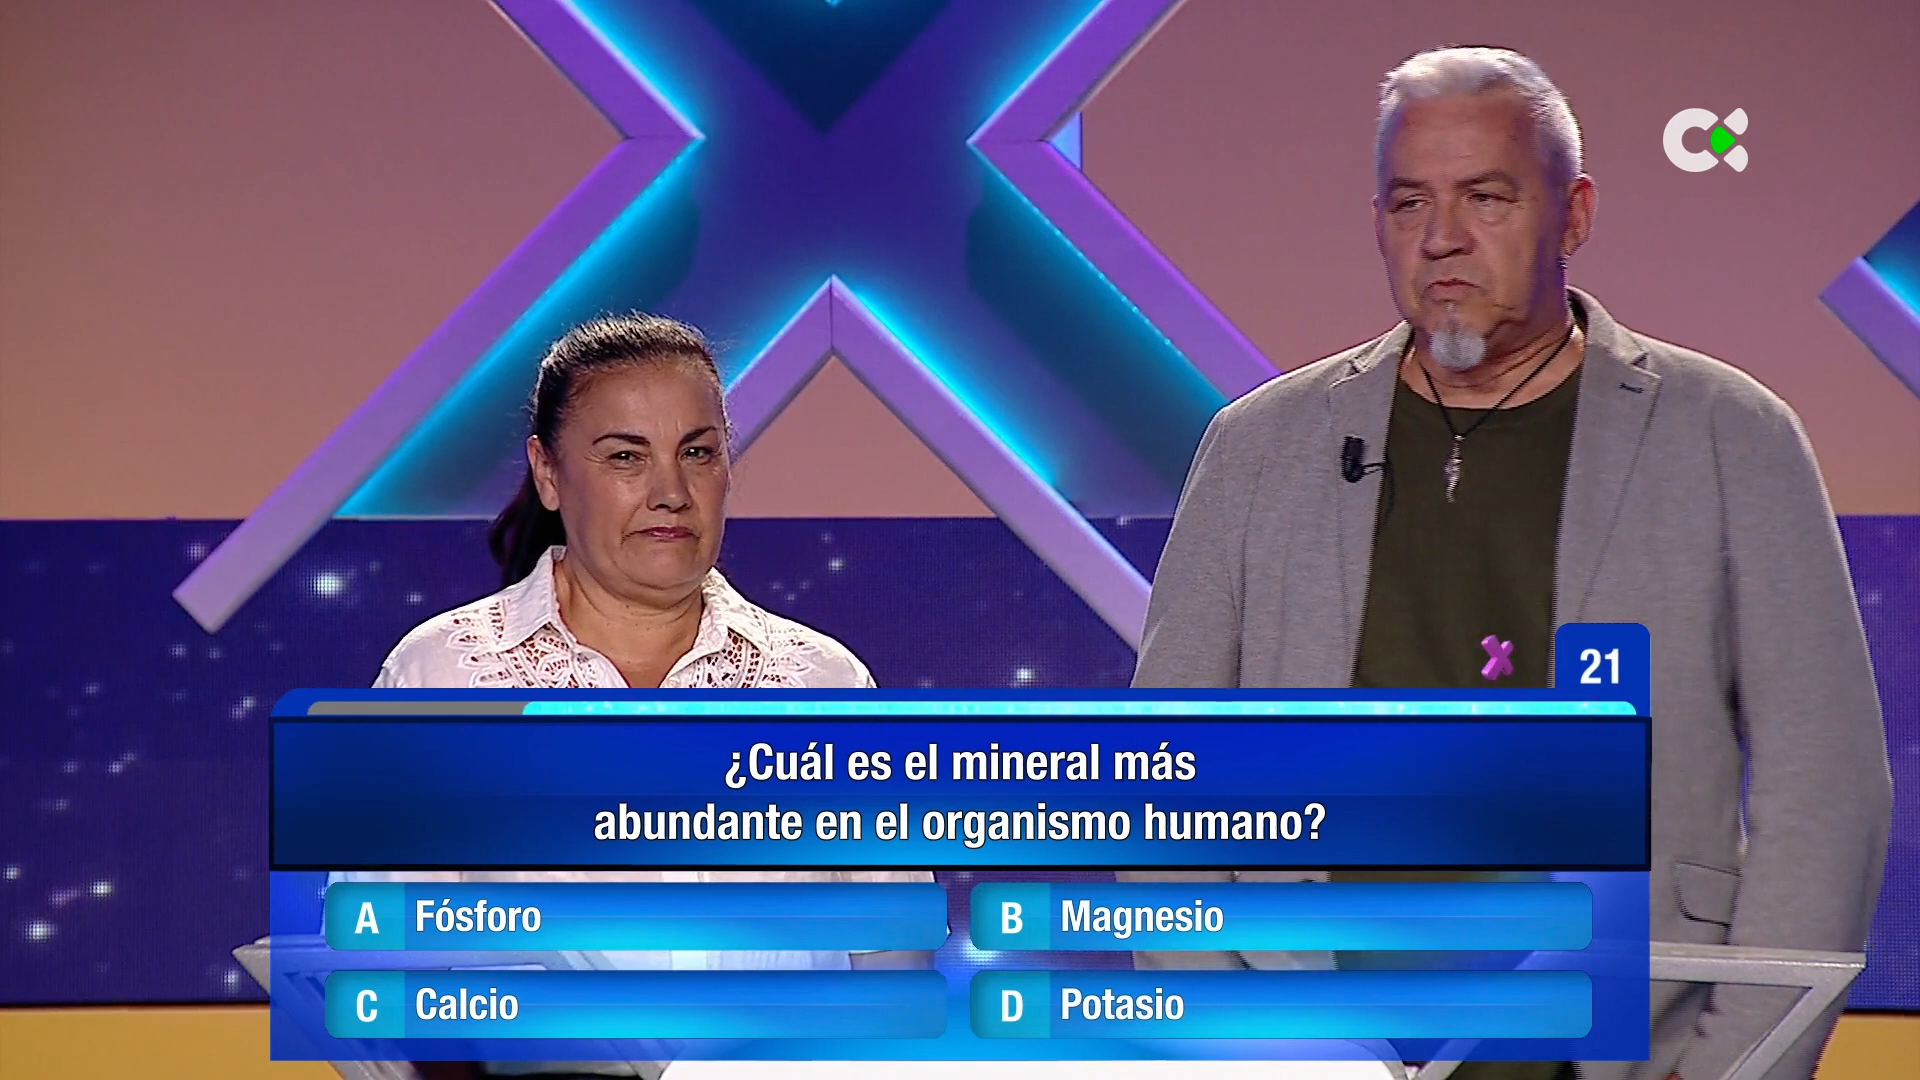 21
¿Cuál es el mineral más
abundante en el organismo humano?
A Fósforo
B Magnesio
C Calcio
D Potasio